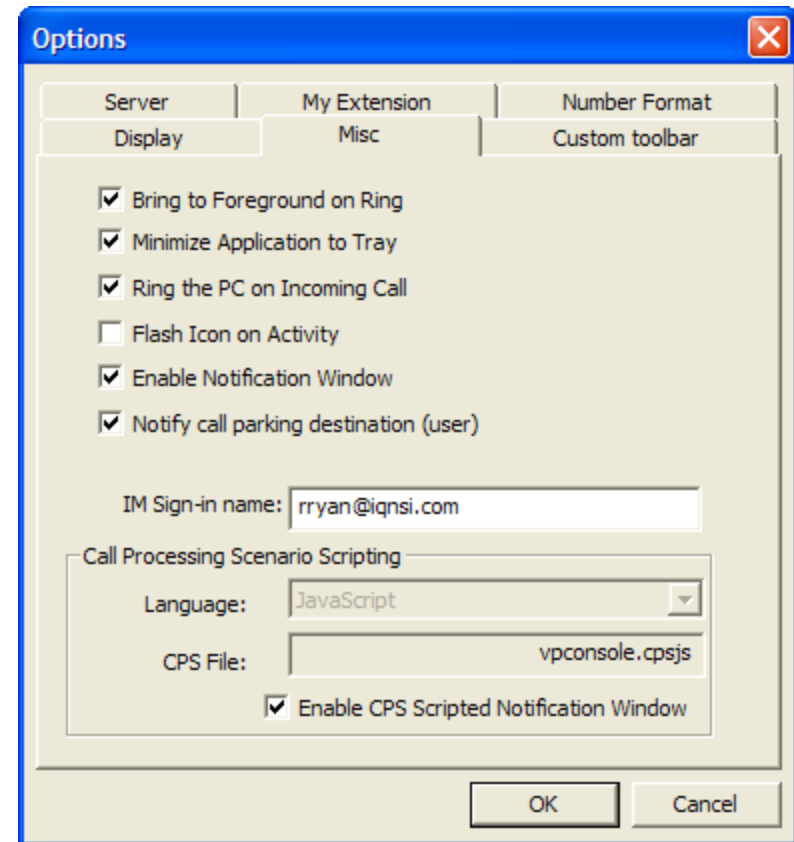 Options
Server My Extension Number Format
Display Misc Custom toolbar
Bring to Foreground on Ring
Minimize Application to Tray
Ring the PC on Incoming Call
Flash Icon on Activity
Enable Notification Window
Notify call parking destination (user)
IM Sign-in name: rryan@iqnsi.com
Call Processing Scenario Scripting
Language: JavaScript
CPS File: vpconsole.cpsjs
Enable CPS Scripted Notification Window
OK Cancel